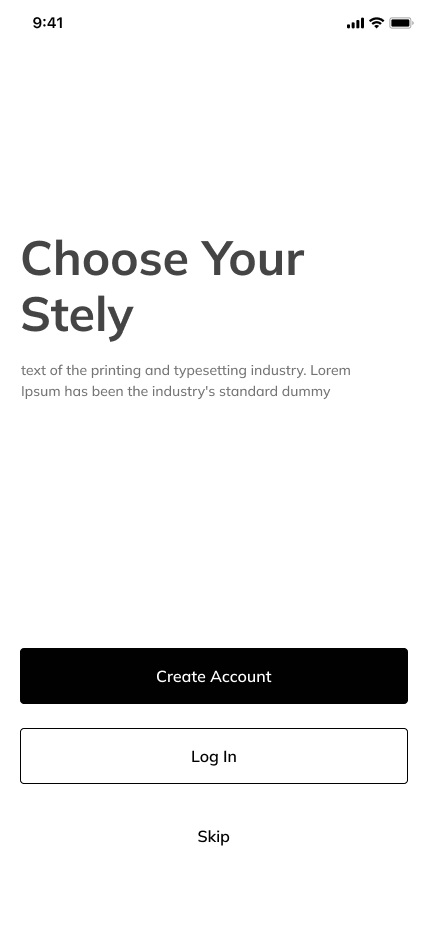 9:41
Choose Your
Stely
text of the printing and typesetting industry. Lorem
Ipsum has been the industry's standard dummy
Create Account
Log In
Skip